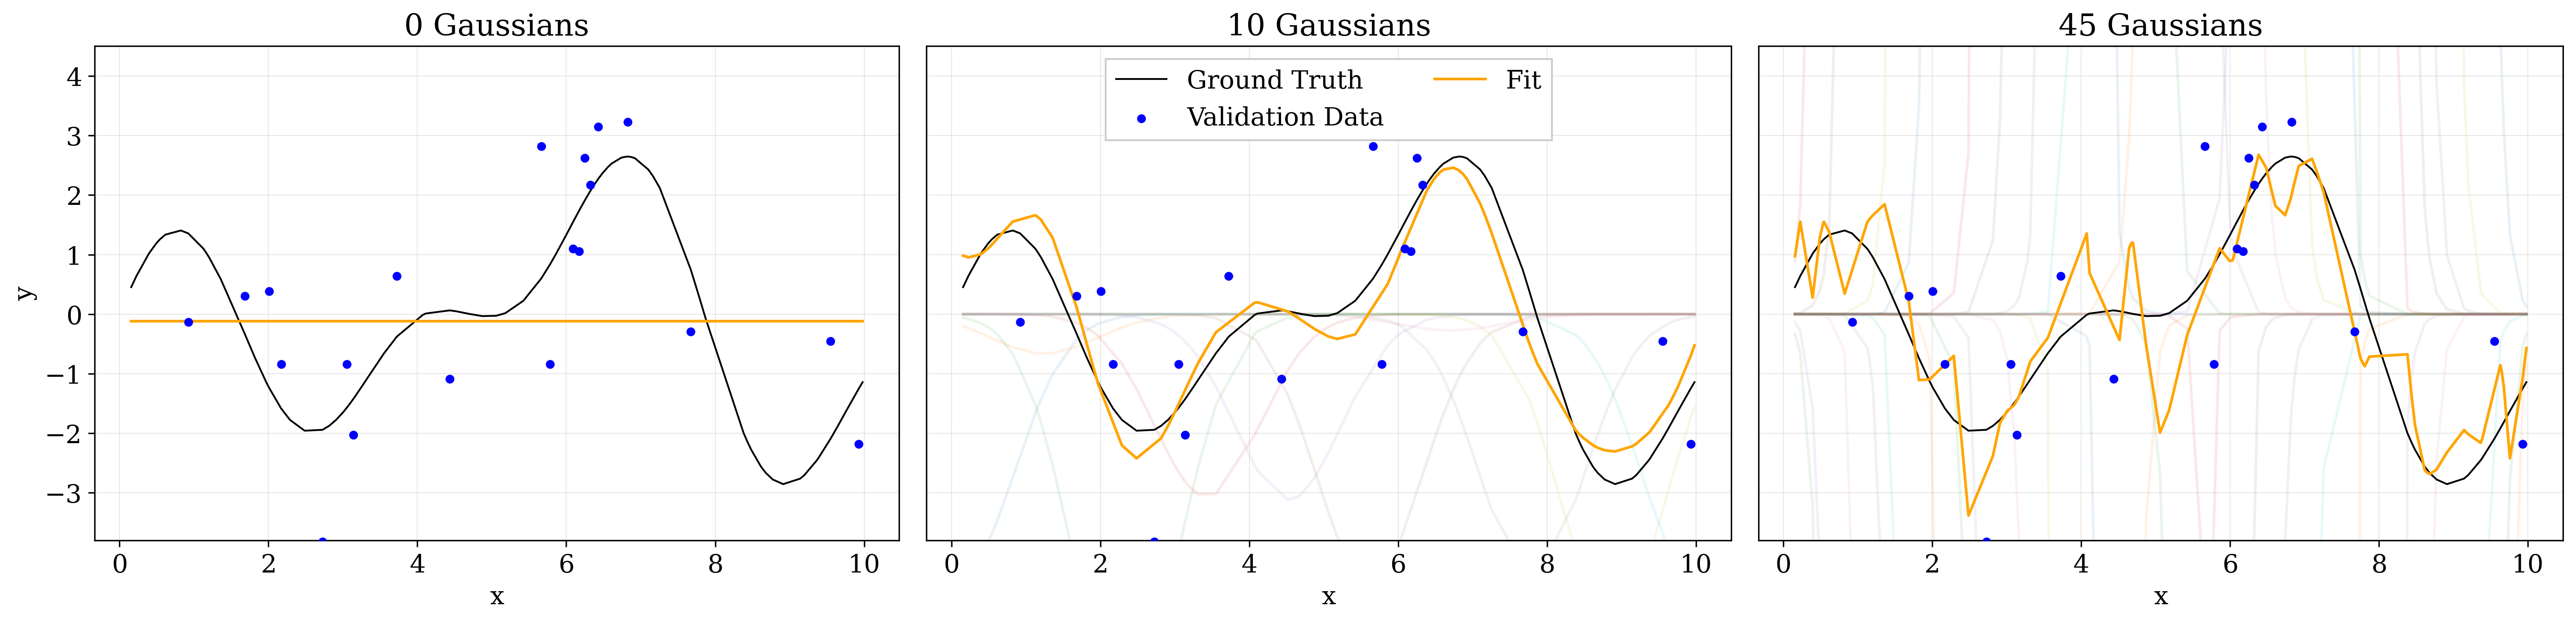 0 Gaussians
10 Gaussians
45 Gaussians
y
4
3
2
1
0
−1
−2
−3
0 2 4 6 8 10
x
Ground Truth
Validation Data
Fit
0 2 4 6 8 10
x
0 2 4 6 8 10
x